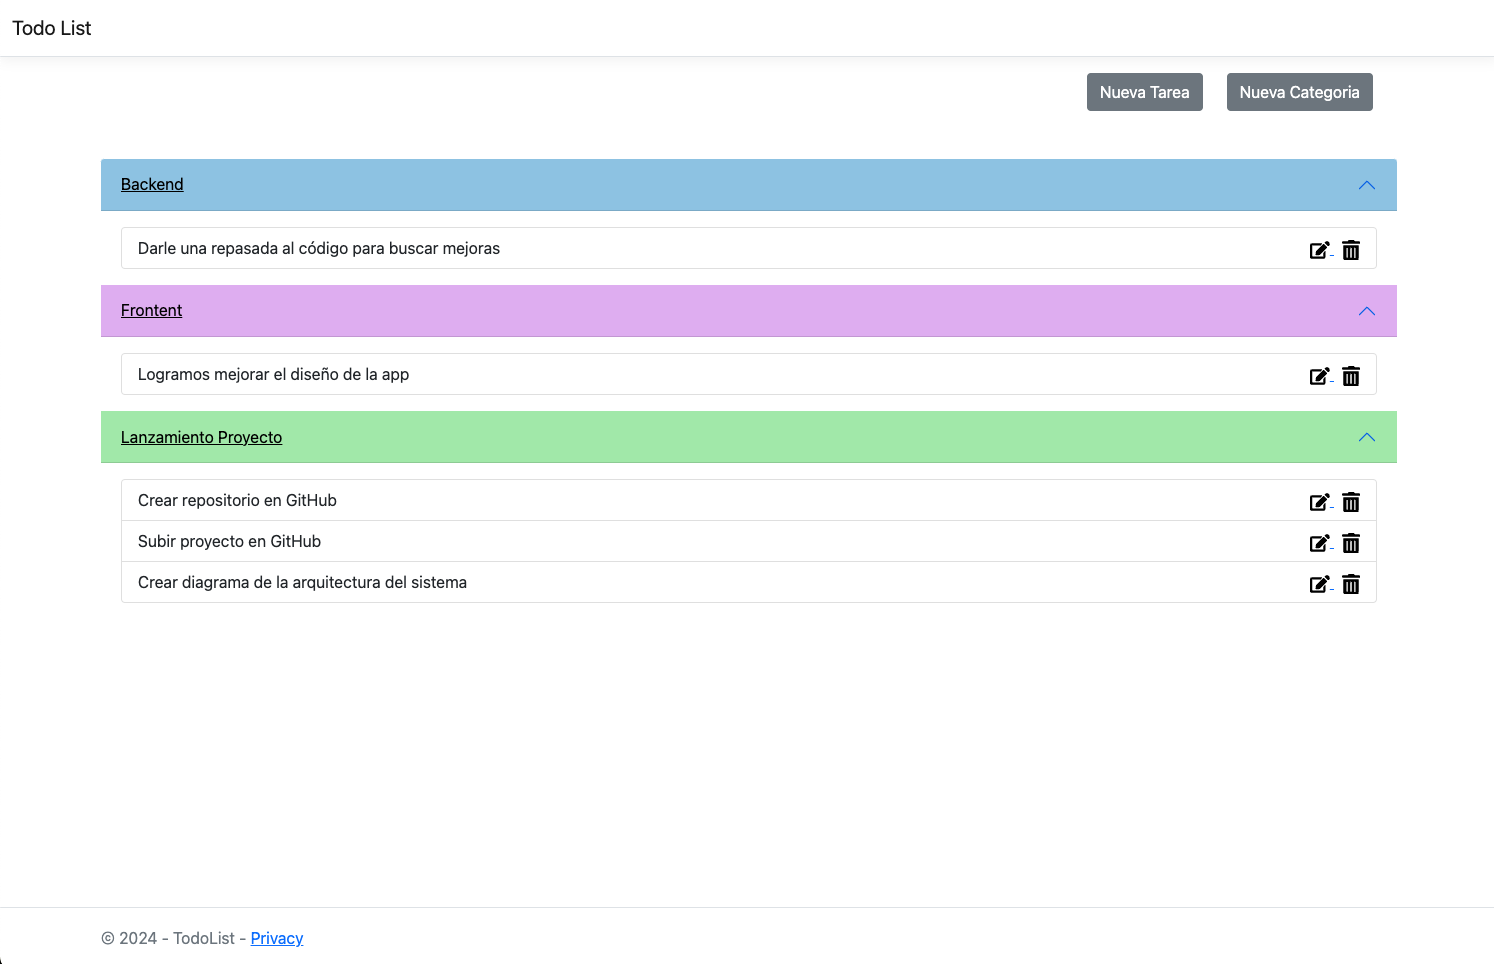 Todo List
Nueva Tarea
Nueva Categoria
Backend
Darle una repasada al código para buscar mejoras
Frontent
Logramos mejorar el diseño de la app
Lanzamiento Proyecto
Crear repositorio en GitHub
Subir proyecto en GitHub
Crear diagrama de la arquitectura del sistema
© 2024 - TodoList - Privacy